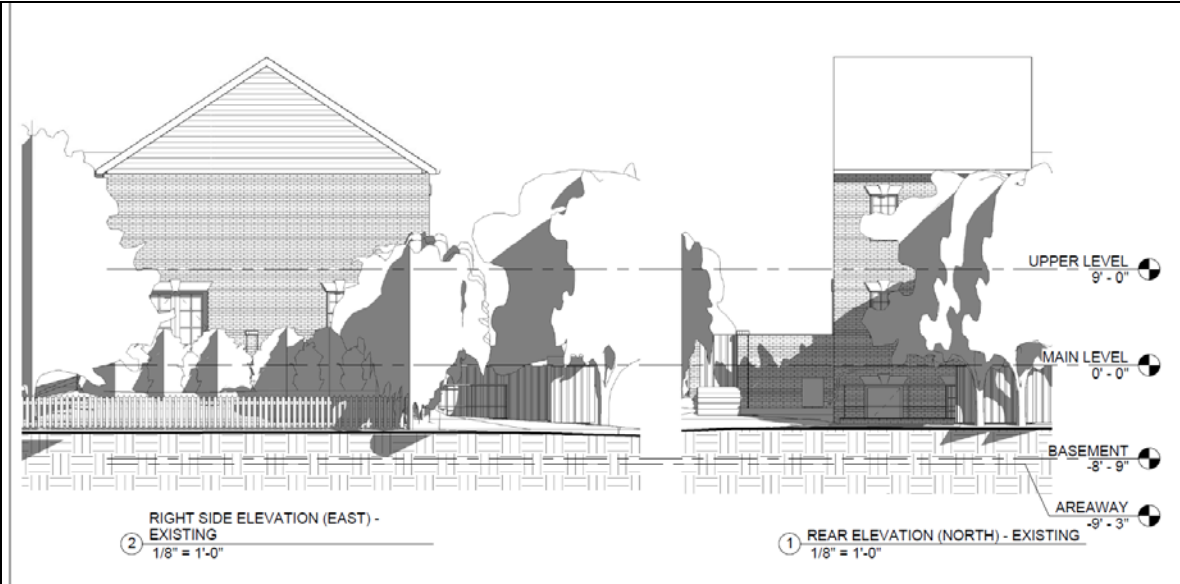 UPPER LEVEL
9' - 0"
MAIN LEVEL
0' - 0"
BASEMENT
-8' - 9"
AREAWAY
-9' - 3"
RIGHT SIDE ELEVATION (EAST) -
EXISTING
2
1/8" = 1'-0"
1
REAR ELEVATION (NORTH) - EXISTING
1/8" = 1'-0"